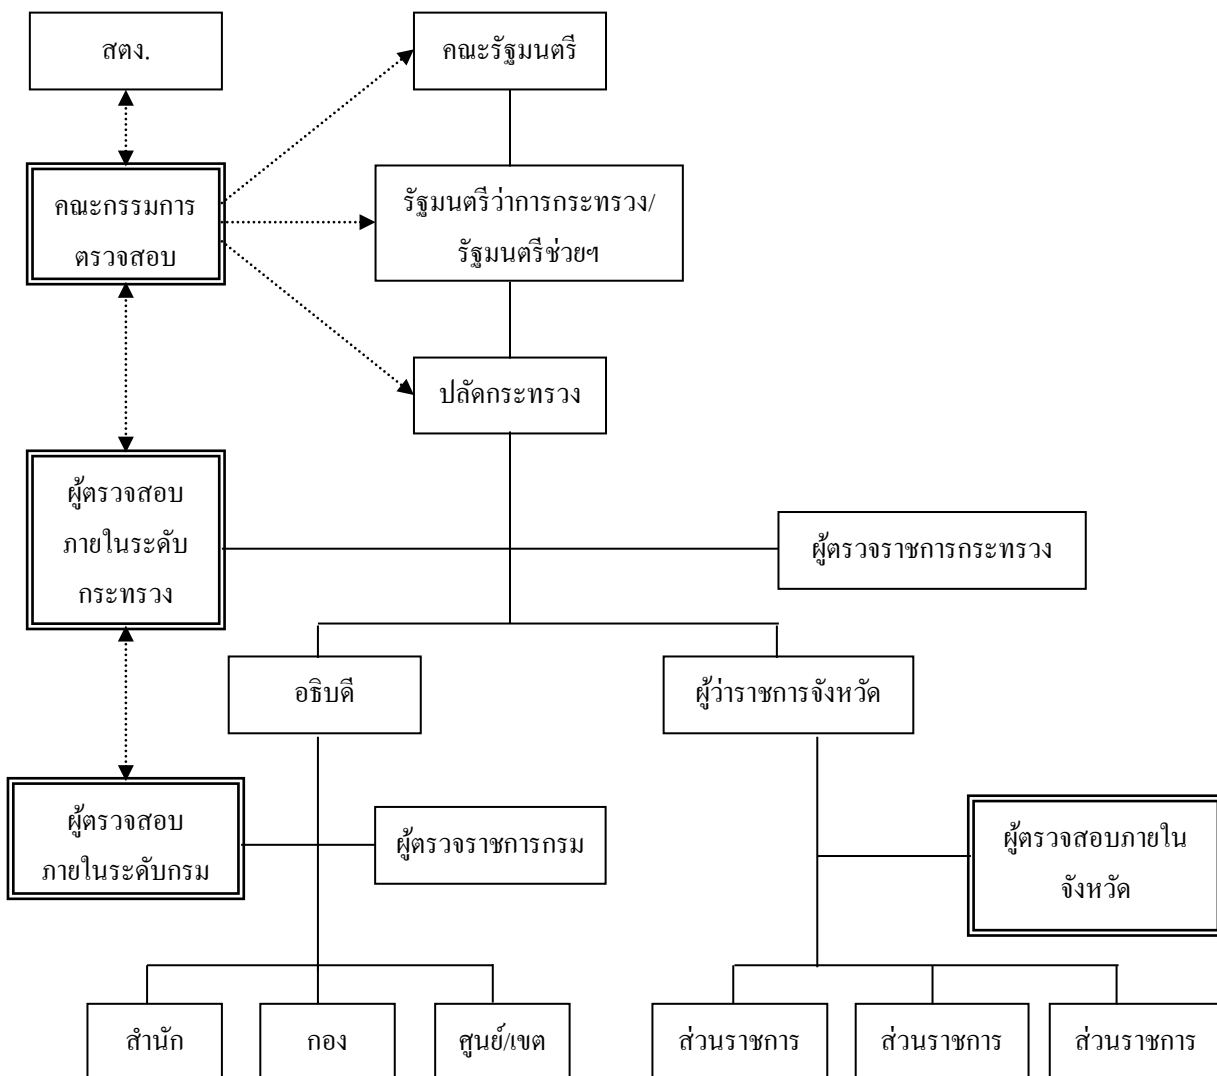 สตง.
คณะรัฐมนตรี
คณะกรรมการ
ตรวจสอบ
รัฐมนตรีว่าการกระทรวง/
รัฐมนตรีช่วยฯ
ปลัดกระทรวง
ผู้ตรวจสอบ
ภายในระดับ
กระทรวง
ผู้ตรวจราชการกระทรวง
อธิบดี
ผู้ว่าราชการจังหวัด
ผู้ตรวจสอบ
ภายในระดับกรม
ผู้ตรวจราชการกรม
ผู้ตรวจสอบภายใน
จังหวัด
สำนัก
กอง
ศูนย์/เขต
ส่วนราชการ
ส่วนราชการ
ส่วนราชการ